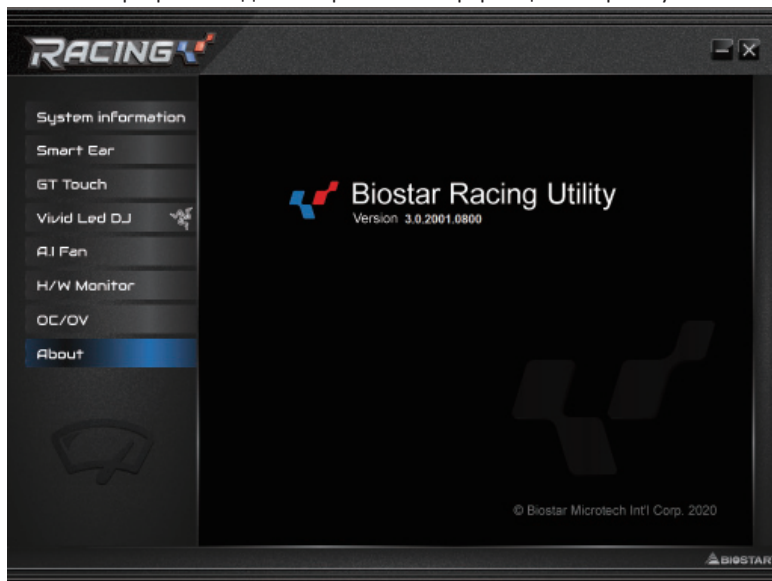 RACING
System information
Smart Ear
GT Touch
Vivid Led DJ
A.I Fan
H/W Monitor
OC/OV
About
Biostar Racing Utility
Version 3.0.2001.0800
© Biostar Microtech Int'l Corp. 2020
BIOSTAR